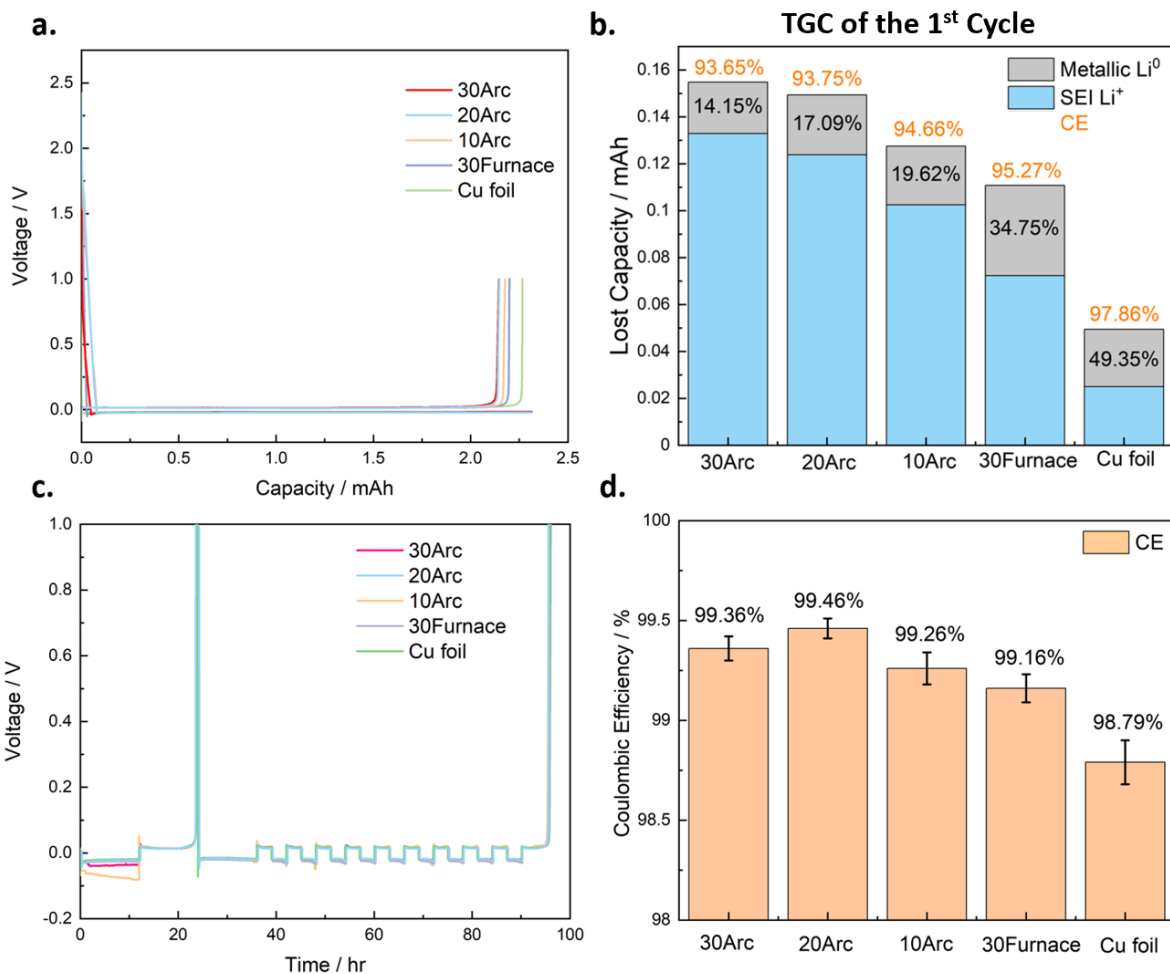 a.
2.5
2.0
1.5
1.0
0.5
0.0
Voltage / V
30Arc
20Arc
10Arc
30Furnace
Cu foil
0.0 0.5 1.0 1.5 2.0 2.5
Capacity / mAh
b.
TGC of the 1st Cycle
0.16
0.14
0.12
0.1
0.08
0.06
0.04
0.02
0
Lost Capacity / mAh
Metallic Li0
SEI Li+
CE
93.65% 93.75% 94.66% 95.27% 97.86%
14.15% 17.09% 19.62% 34.75% 49.35%
30Arc 20Arc 10Arc 30Furnace Cu foil
c.
1.0
0.8
0.6
0.4
0.2
0.0
-0.2
Voltage / V
30Arc
20Arc
10Arc
30Furnace
Cu foil
0 20 40 60 80 100
Time / hr
d.
100
99.5
99
98.5
98
Coulombic Efficiency / %
CE
99.36% 99.46% 99.26% 99.16% 98.79%
30Arc 20Arc 10Arc 30Furnace Cu foil